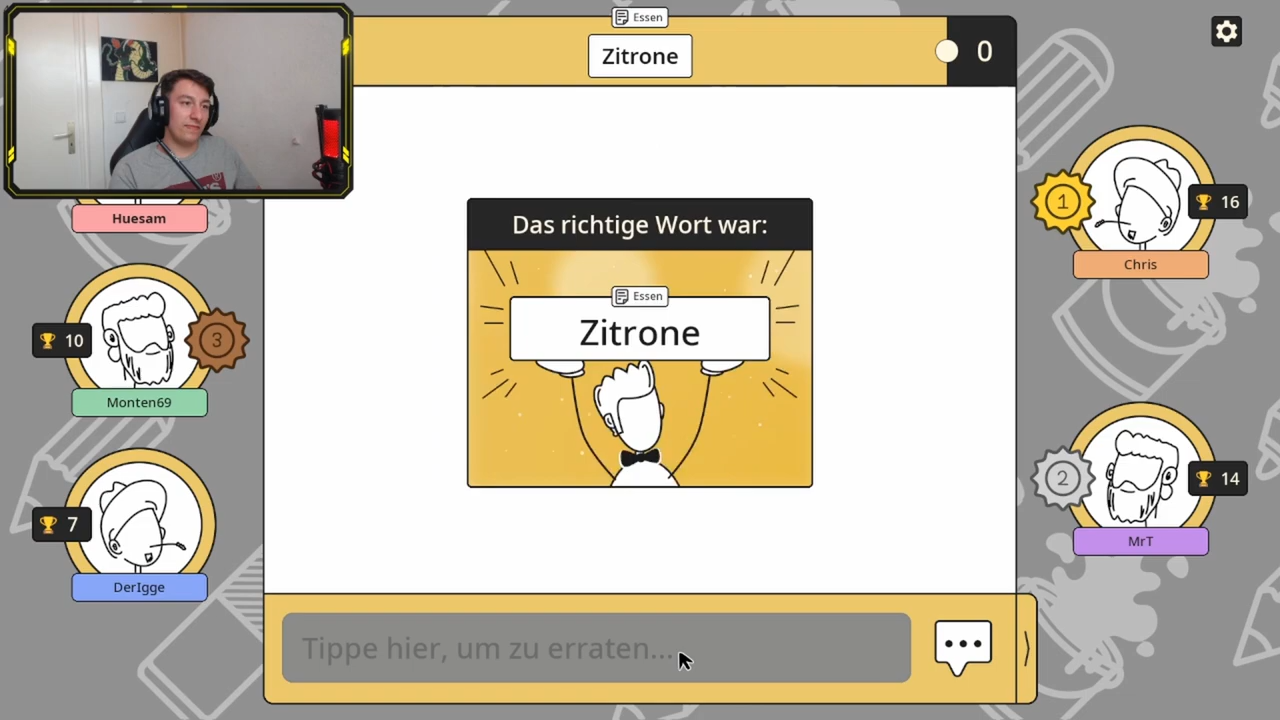 Essen
Zitrone
0
Das richtige Wort war:
Essen
Zitrone
Huesam
10
3
Monten69
7
DerIgge
1
16
Chris
2
14
MrT
Tippe hier, um zu erraten...